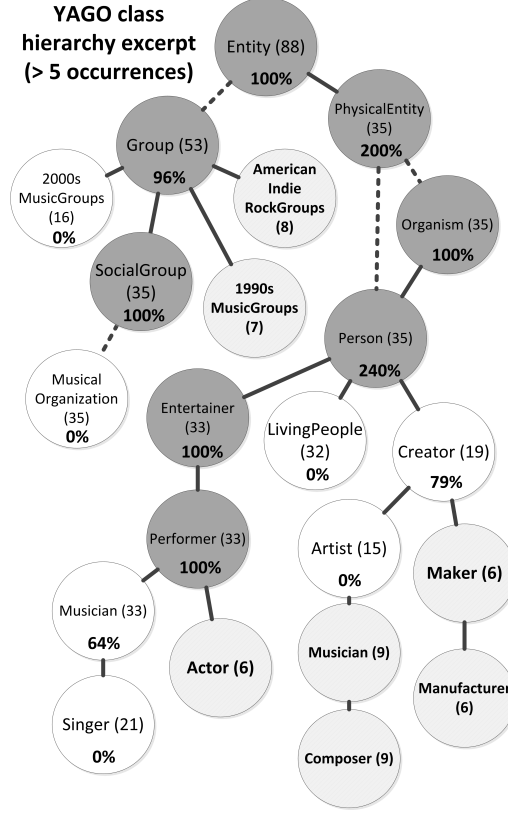 YAGO class
hierarchy excerpt
(> 5 occurrences)
Entity (88)
100%
PhysicalEntity
(35)
200%
Group (53)
96%
American
Indie
RockGroups
(8)
2000s
MusicGroups
(16)
0%
Organism (35)
100%
SocialGroup
(35)
100%
1990s
MusicGroups
(7)
Person (35)
240%
Musical
Organization
(35)
0%
Entertainer
(33)
100%
LivingPeople
(32)
0%
Creator (19)
79%
Performer (33)
100%
Artist (15)
0%
Maker (6)
Musician (33)
64%
Actor (6)
Musician (9)
Manufacturer
(6)
Singer (21)
0%
Composer (9)